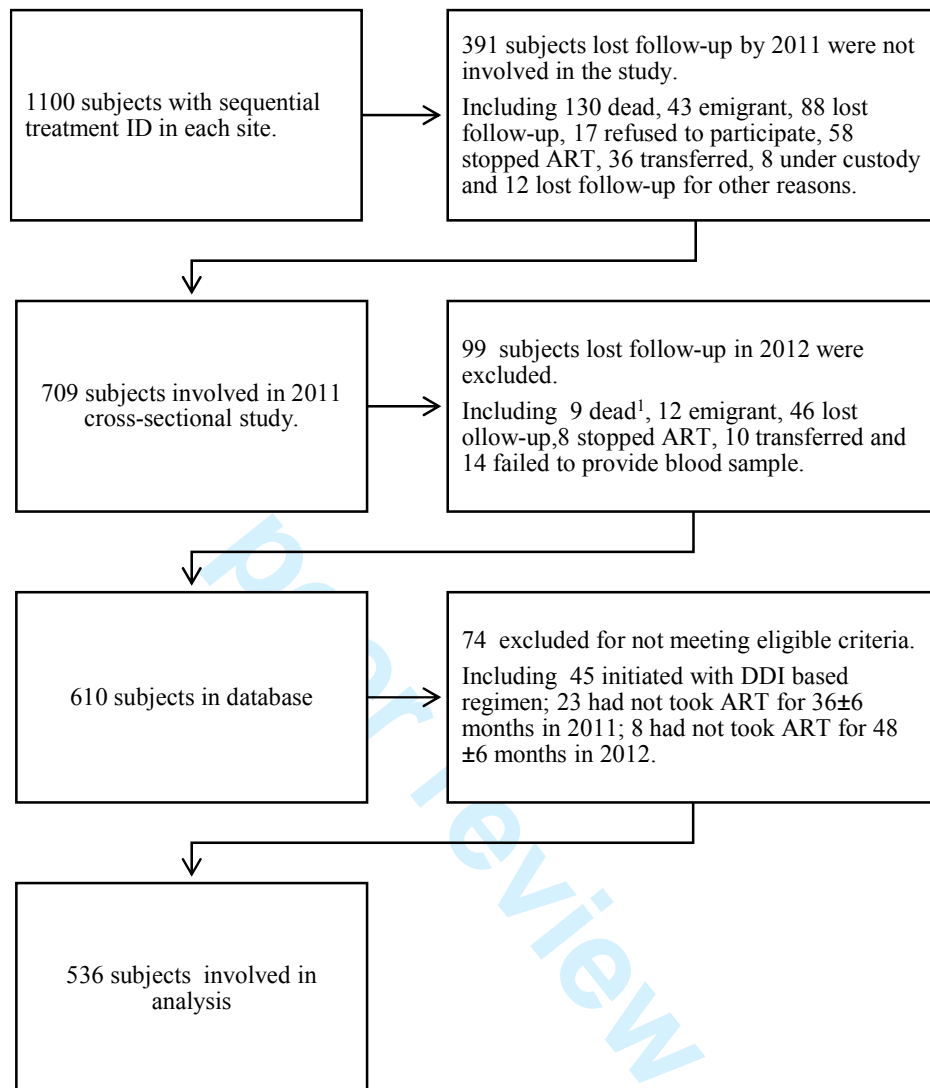 1100 subjects with sequential
treatment ID in each site.
391 subjects lost follow-up by 2011 were not
involved in the study.
Including 130 dead, 43 emigrant, 88 lost
follow-up, 17 refused to participate, 58
stopped ART, 36 transferred, 8 under custody
and 12 lost follow-up for other reasons.
709 subjects involved in 2011
cross-sectional study.
99 subjects lost follow-up in 2012 were
excluded.
Including 9 dead¹, 12 emigrant, 46 lost
ollow-up,8 stopped ART, 10 transferred and
14 failed to provide blood sample.
610 subjects in database
74 excluded for not meeting eligible criteria.
Including 45 initiated with DDI based
regimen; 23 had not took ART for 36±6
months in 2011; 8 had not took ART for 48
±6 months in 2012.
536 subjects involved in
analysis
peer review